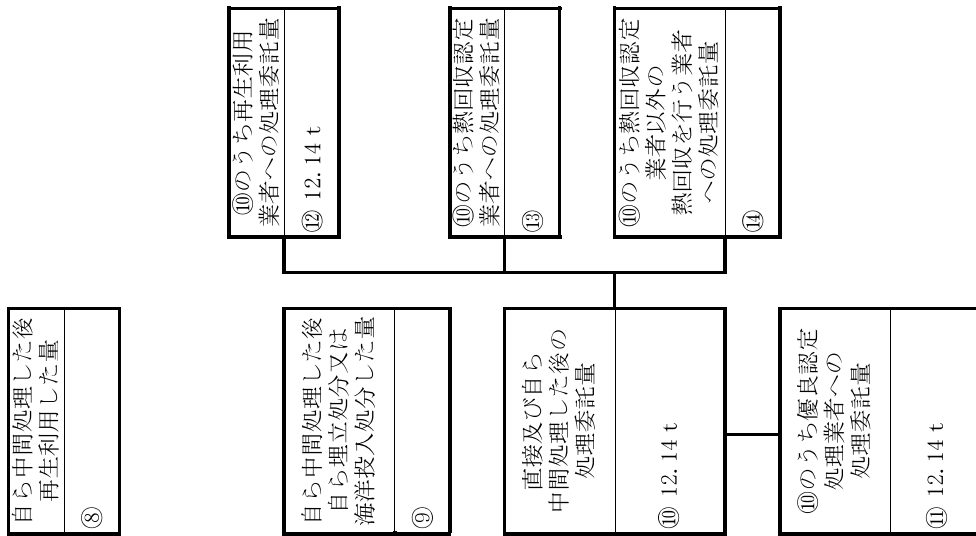 自ら中間処理した後
再生利用した量
⑧
自ら中間処理した後
自ら埋立処分又は
海洋投入処分した量
⑨
直接及び自ら
中間処理した後の
処理委託量
⑩ 12.14ｔ
⑩のうち優良認定
処理業者への
処理委託量
⑪ 12.14ｔ
⑩のうち再生利用
業者への処理委託量
⑫ 12.14ｔ
⑩のうち熱回収認定
業者への処理委託量
⑬
⑩のうち熱回収認定
業者以外の
熱回収を行う業者
への処理委託量
⑭